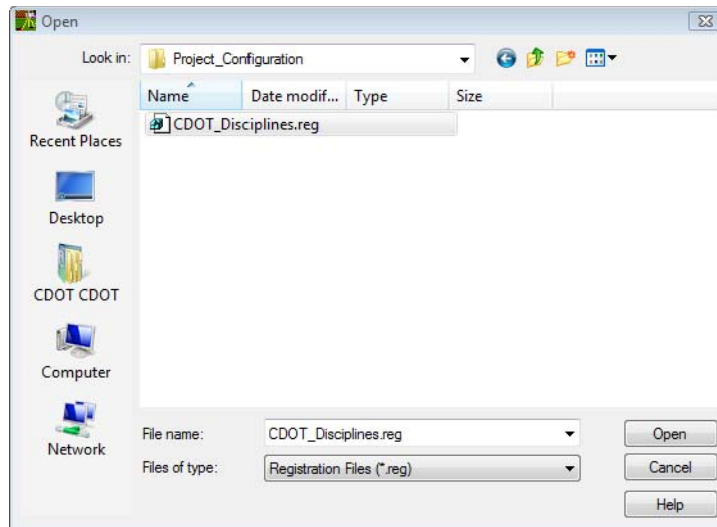 Open
Look in: Project_Configuration
Name Date modif... Type Size
CDOT_Disciplines.reg
Recent Places
Desktop
CDOT CDOT
Computer
Network
File name: CDOT_Disciplines.reg Open
Files of type: Registration Files (*.reg) Cancel
Help